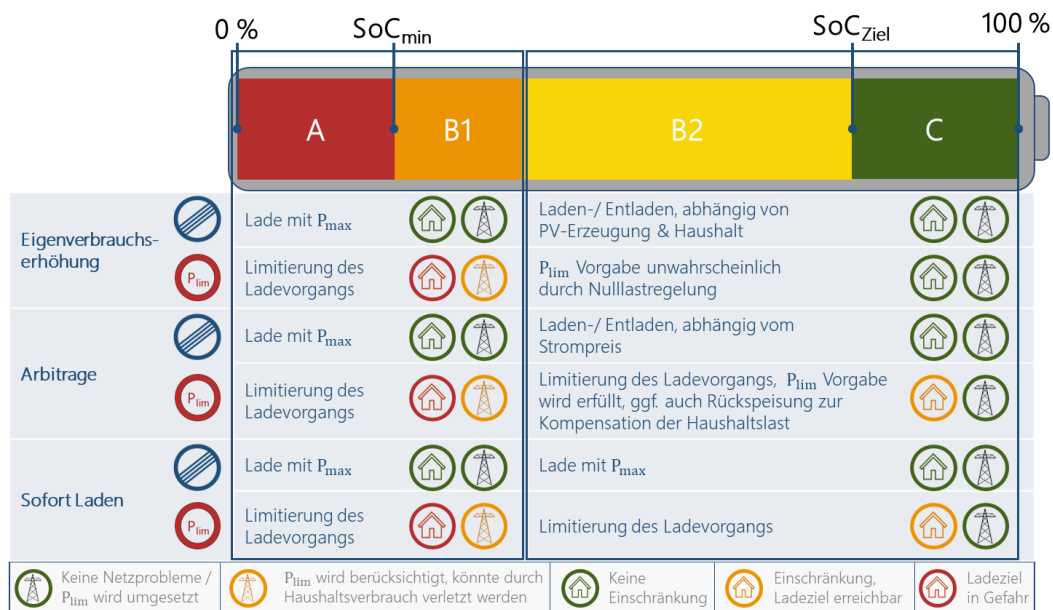 0 %
SoCmin
SoCZiel
100 %
A
B1
B2
C
Eigenverbrauchs-
erhöhung
Lade mit Pmax
Laden-/ Entladen, abhängig von
PV-Erzeugung & Haushalt
Plim
Limitierung des
Ladevorgangs
Plim Vorgabe unwahrscheinlich
durch Nulllastregelung
Arbitrage
Lade mit Pmax
Laden-/ Entladen, abhängig vom
Strompreis
Plim
Limitierung des
Ladevorgangs
Limitierung des Ladevorgangs, Plim Vorgabe
wird erfüllt, ggf. auch Rückspeisung zur
Kompensation der Haushaltslast
Sofort Laden
Lade mit Pmax
Lade mit Pmax
Plim
Limitierung des
Ladevorgangs
Limitierung des Ladevorgangs
Keine Netzprobleme /
Plim wird umgesetzt
Plim wird berücksichtigt, könnte durch
Haushaltsverbrauch verletzt werden
Keine
Einschränkung
Einschränkung,
Ladeziel erreichbar
Ladeziel
in Gefahr